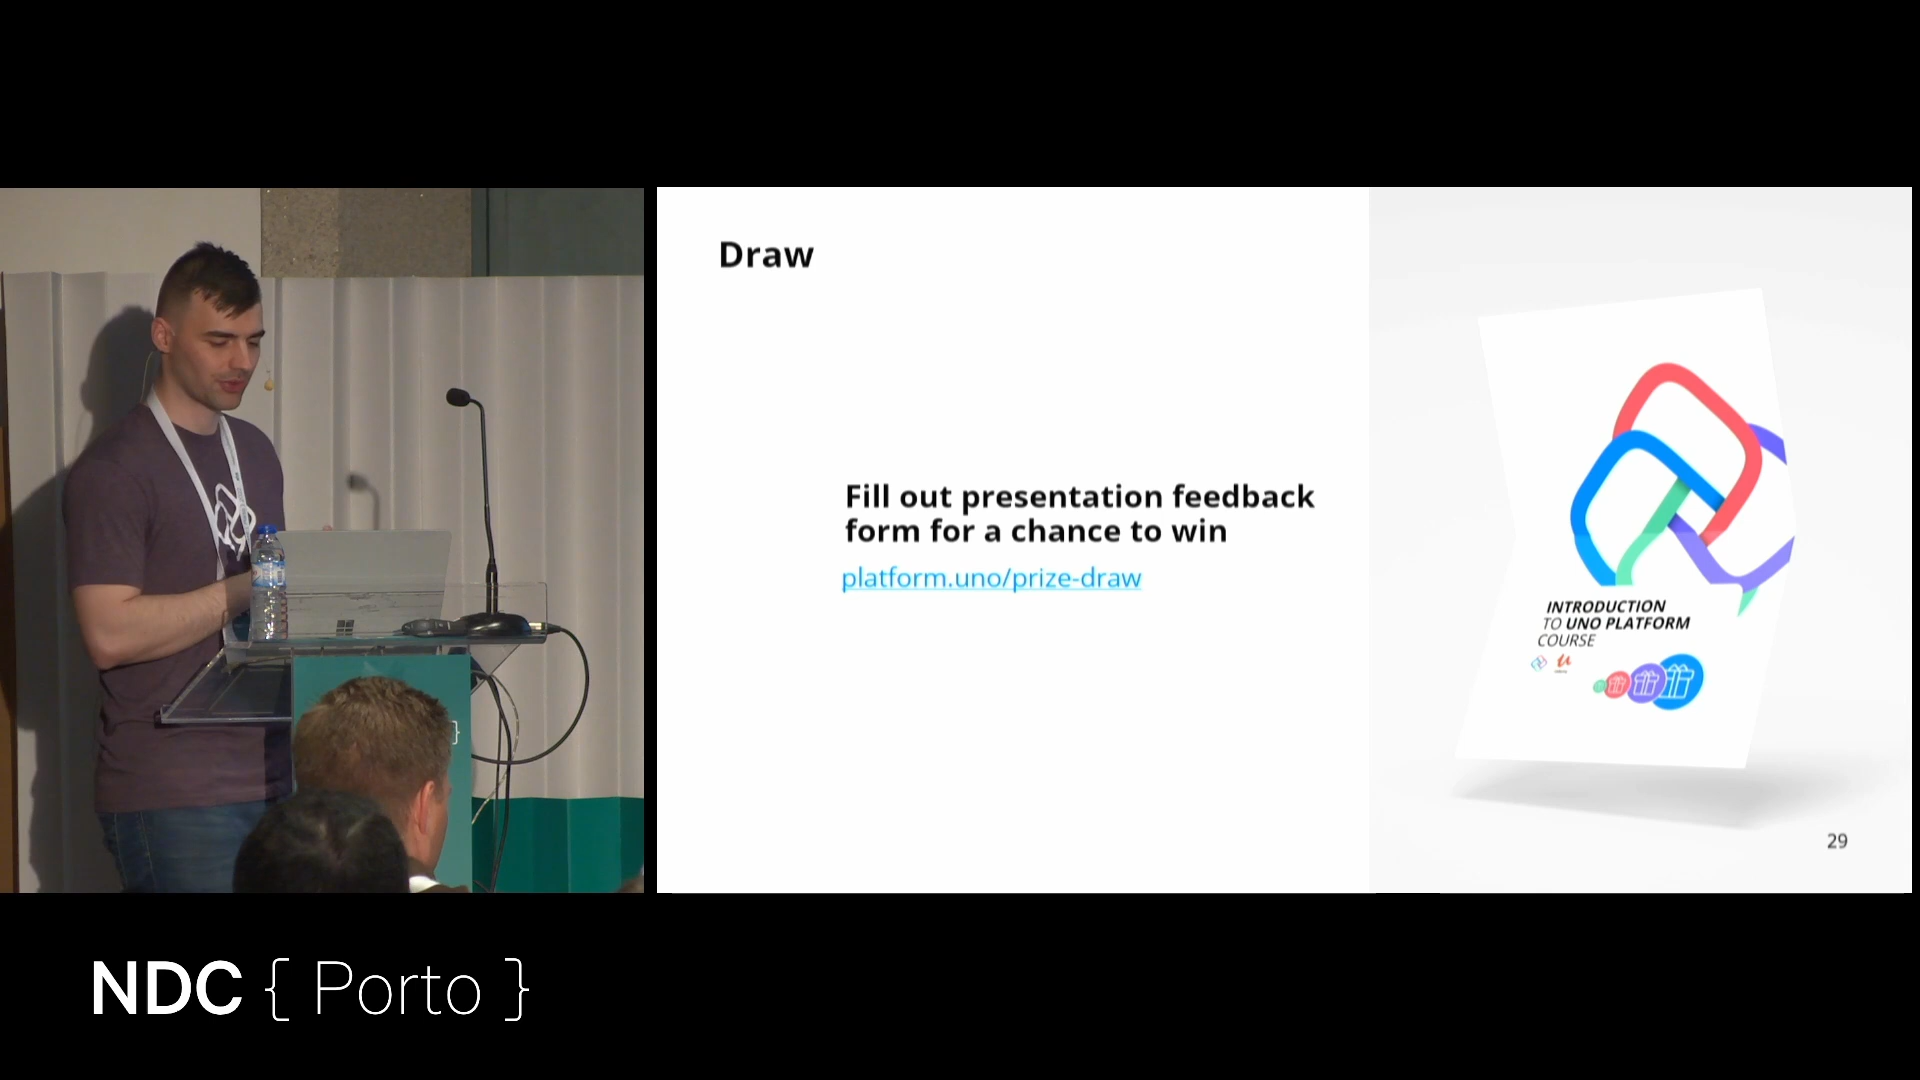 Draw
Fill out presentation feedback
form for a chance to win
platform.uno/prize-draw
INTRODUCTION
TO UNO PLATFORM
COURSE
29
}
NDC { Porto }